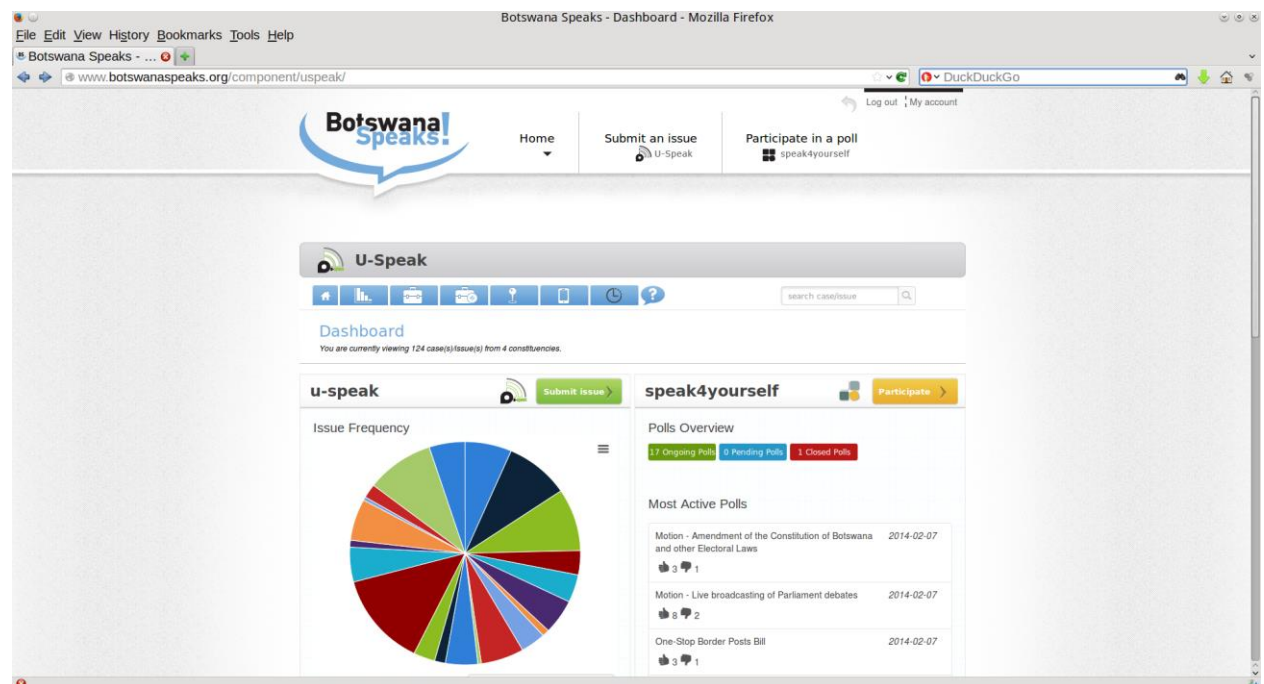 Botswana Speaks - Dashboard - Mozilla Firefox
File Edit View History Bookmarks Tools Help
Botswana Speaks - ...
www.botswanaspeaks.org/component/uspeak/
DuckDuckGo
Log out ¦ My account
Botswana!
Speaks!
Home
Submit an issue
Participate in a poll
U-Speak
speak4yourself
U-Speak
search case/issue
Dashboard
You are currently viewing 124 case(s)/issue(s) from 4 constituencies.
u-speak
Submit issue
speak4yourself
Participate
Issue Frequency
Polls Overview
17 Ongoing Polls
0 Pending Polls
1 Closed Polls
Most Active Polls
Motion - Amendment of the Constitution of Botswana
and other Electoral Laws
2014-02-07
3 1
Motion - Live broadcasting of Parliament debates
2014-02-07
8 2
One-Stop Border Posts Bill
2014-02-07
3 1